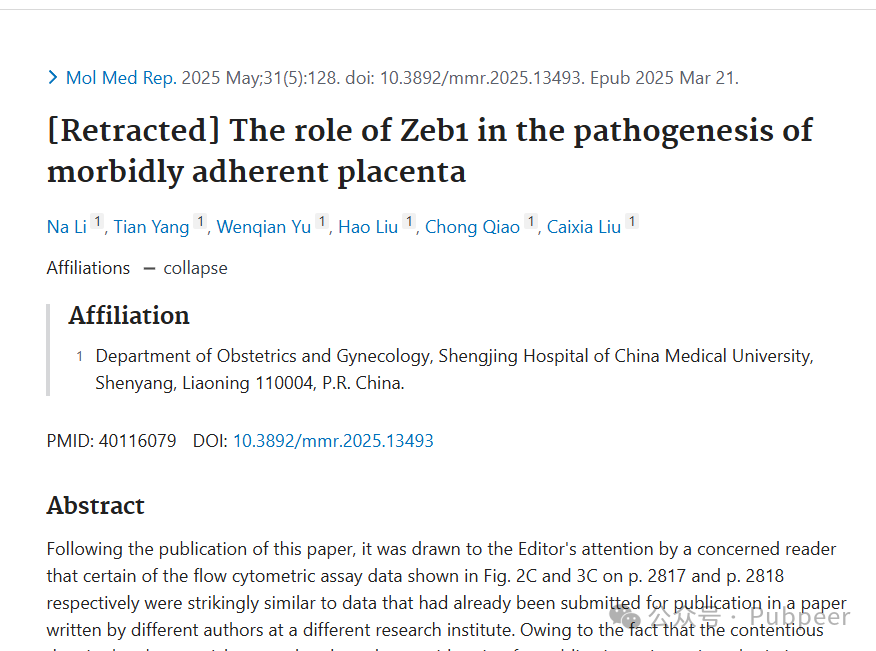 Mol Med Rep. 2025 May;31(5):128. doi: 10.3892/mmr.2025.13493. Epub 2025 Mar 21.
[Retracted] The role of Zeb1 in the pathogenesis of
morbidly adherent placenta
Na Li 1, Tian Yang 1, Wenqian Yu 1, Hao Liu 1, Chong Qiao 1, Caixia Liu 1
Affiliations — collapse
Affiliation
1 Department of Obstetrics and Gynecology, Shengjing Hospital of China Medical University,
Shenyang, Liaoning 110004, P.R. China.
PMID: 40116079 DOI: 10.3892/mmr.2025.13493
Abstract
Following the publication of this paper, it was drawn to the Editor's attention by a concerned reader
that certain of the flow cytometric assay data shown in Fig. 2C and 3C on p. 2817 and p. 2818
respectively were strikingly similar to data that had already been submitted for publication in a paper
written by different authors at a different research institute. Owing to the fact that the contentious
公众号 · Pubpeer